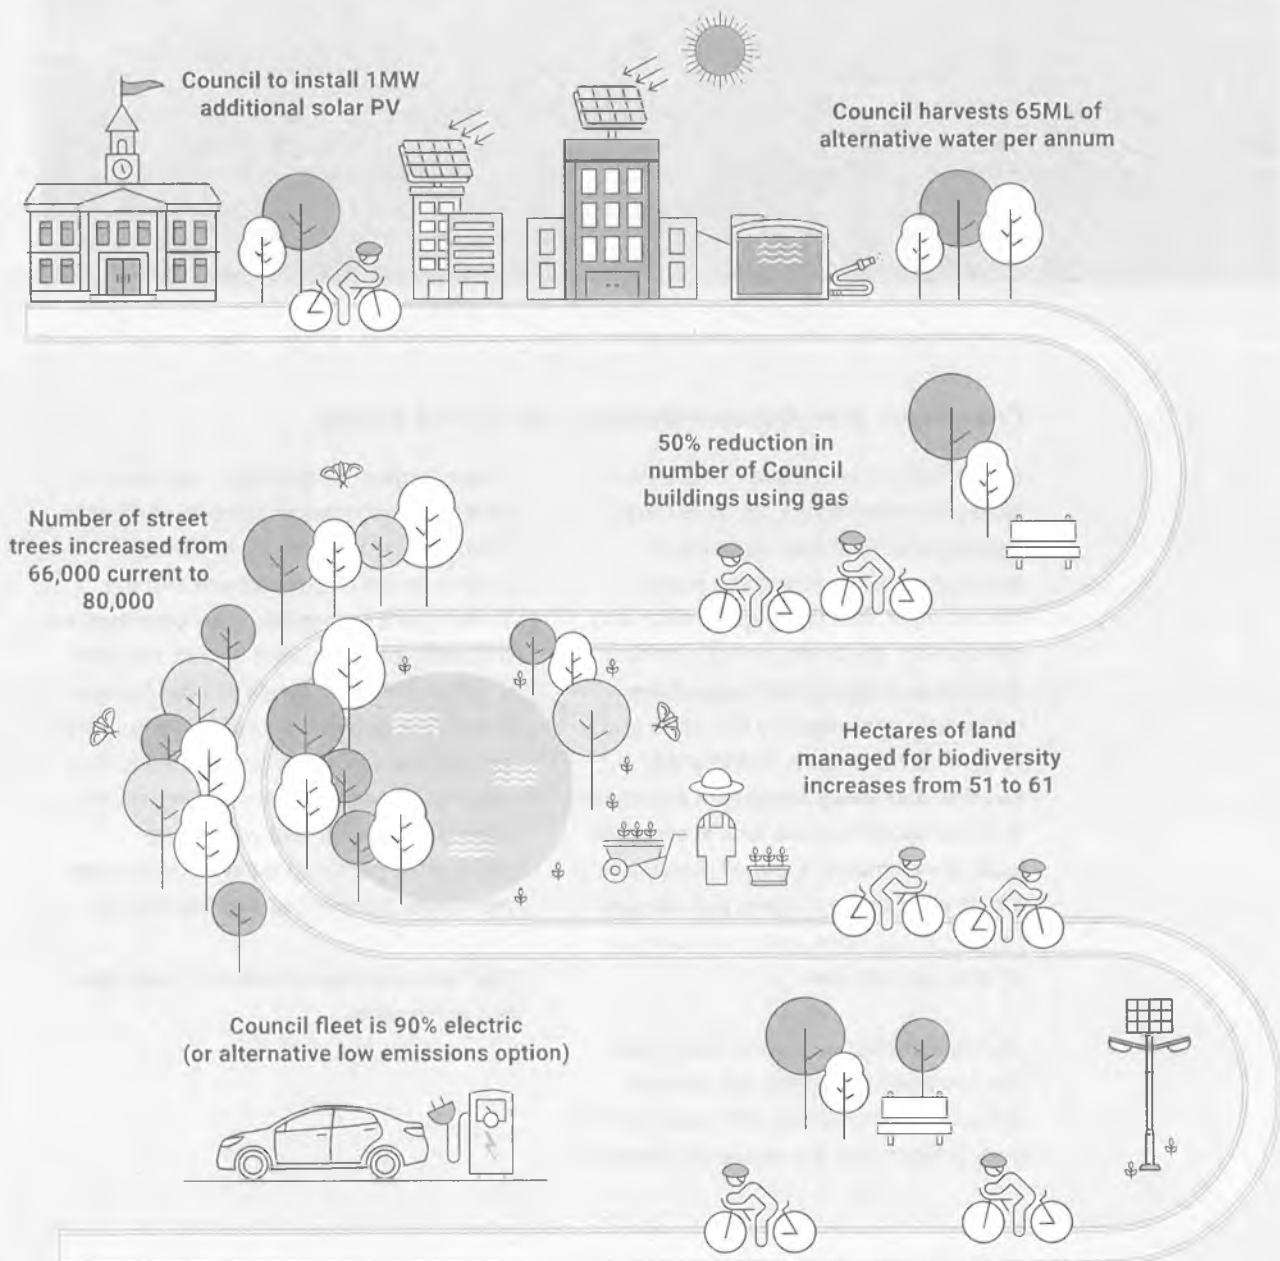 Council to install 1MW
additional solar PV
Council harvests 65ML of
alternative water per annum
50% reduction in
number of Council
buildings using gas
Number of street
trees increased from
66,000 current to
80,000
Hectares of land
managed for biodiversity
increases from 51 to 61
Council fleet is 90% electric
(or alternative low emissions option)